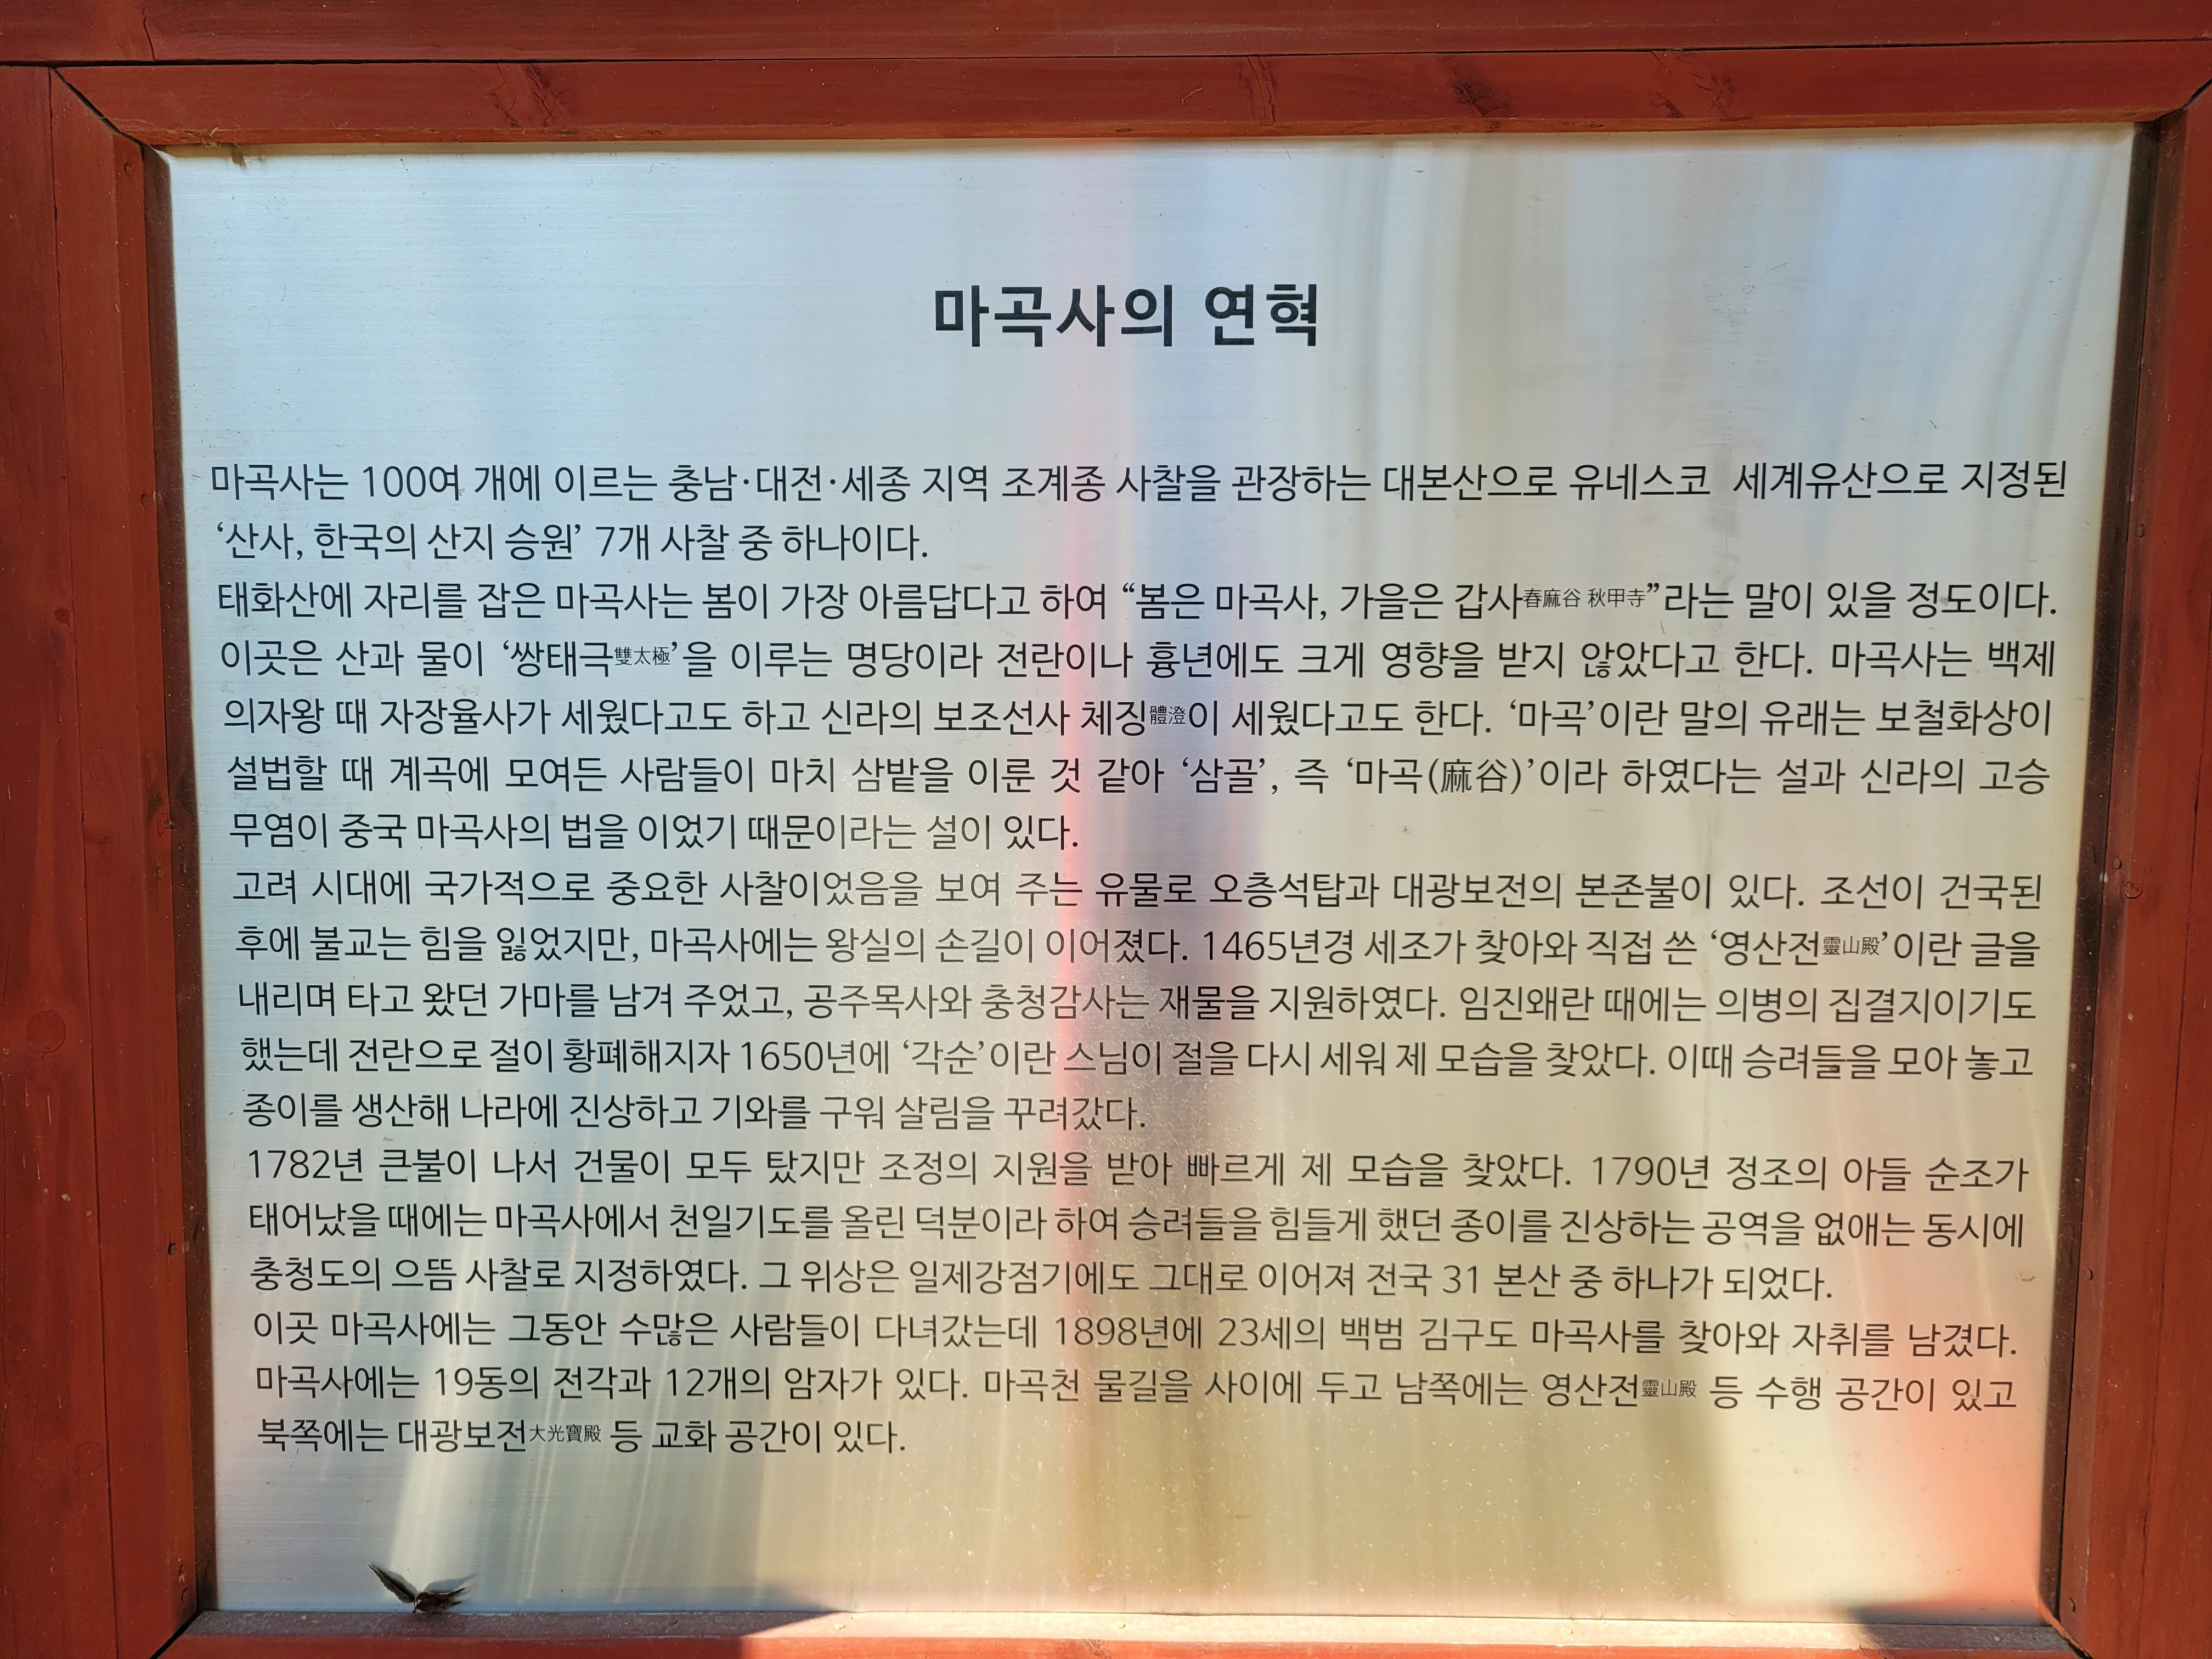 마곡사의 연혁
마곡사는 100여 개에 이르는 충남·대전·세종 지역 조계종 사찰을 관장하는 대본산으로 유네스코 세계유산으로 지정된
‘산사, 한국의 산지 승원’ 7개 사찰 중 하나이다.
태화산에 자리를 잡은 마곡사는 봄이 가장 아름답다고 하여 “봄은 마곡사, 가을은 갑사春麻谷 秋甲寺”라는 말이 있을 정도이다.
이곳은 산과 물이 ‘쌍태극雙太極’을 이루는 명당이라 전란이나 흉년에도 크게 영향을 받지 않았다고 한다. 마곡사는 백제
의자왕 때 자장율사가 세웠다고도 하고 신라의 보조선사 체징體澄이 세웠다고도 한다. ‘마곡’이란 말의 유래는 보철화상이
설법할 때 계곡에 모여든 사람들이 마치 삼밭을 이룬 것 같아 ‘삼골’, 즉 ‘마곡(麻谷)’이라 하였다는 설과 신라의 고승
무염이 중국 마곡사의 법을 이었기 때문이라는 설이 있다.
고려 시대에 국가적으로 중요한 사찰이었음을 보여 주는 유물로 오층석탑과 대광보전의 본존불이 있다. 조선이 건국된
후에 불교는 힘을 잃었지만, 마곡사에는 왕실의 손길이 이어졌다. 1465년경 세조가 찾아와 직접 쓴 ‘영산전靈山殿’이란 글을
내리며 타고 왔던 가마를 남겨 주었고, 공주목사와 충청감사는 재물을 지원하였다. 임진왜란 때에는 의병의 집결지이기도
했는데 전란으로 절이 황폐해지자 1650년에 ‘각순’이란 스님이 절을 다시 세워 제 모습을 찾았다. 이때 승려들을 모아 놓고
종이를 생산해 나라에 진상하고 기와를 구워 살림을 꾸려갔다.
1782년 큰불이 나서 건물이 모두 탔지만 조정의 지원을 받아 빠르게 제 모습을 찾았다. 1790년 정조의 아들 순조가
태어났을 때에는 마곡사에서 천일기도를 올린 덕분이라 하여 승려들을 힘들게 했던 종이를 진상하는 공역을 없애는 동시에
충청도의 으뜸 사찰로 지정하였다. 그 위상은 일제강점기에도 그대로 이어져 전국 31 본산 중 하나가 되었다.
이곳 마곡사에는 그동안 수많은 사람들이 다녀갔는데 1898년에 23세의 백범 김구도 마곡사를 찾아와 자취를 남겼다.
마곡사에는 19동의 전각과 12개의 암자가 있다. 마곡천 물길을 사이에 두고 남쪽에는 영산전靈山殿 등 수행 공간이 있고
북쪽에는 대광보전大光寶殿 등 교화 공간이 있다.